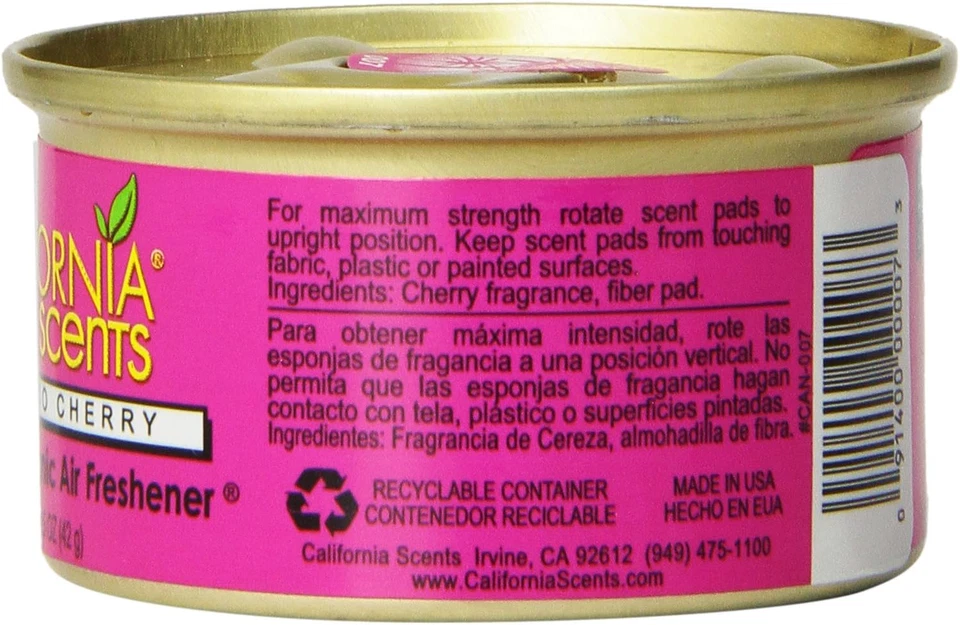 ORNIA®
scents
O CHERRY
Air Freshener®
OZ (42 g)
For maximum strength rotate scent pads to
upright position. Keep scent pads from touching
fabric, plastic or painted surfaces.
Ingredients: Cherry fragrance, fiber pad.
Para obtener máxima intensidad, rote las
esponjas de fragancia a una posición vertical. No
permita que las esponjas de fragancia hagan
contacto con tela, plástico o superficies pintadas.
Ingredientes: Fragrancia de Cereza, almohadilla de fibra.
RECYCLABLE CONTAINER
CONTENEDOR RECICLABLE
MADE IN USA
HECHO EN EUA
California Scents Irvine, CA 92612 (949) 475-1100
www.CaliforniaScents.com
#CAN-007
0 91400 00007 3